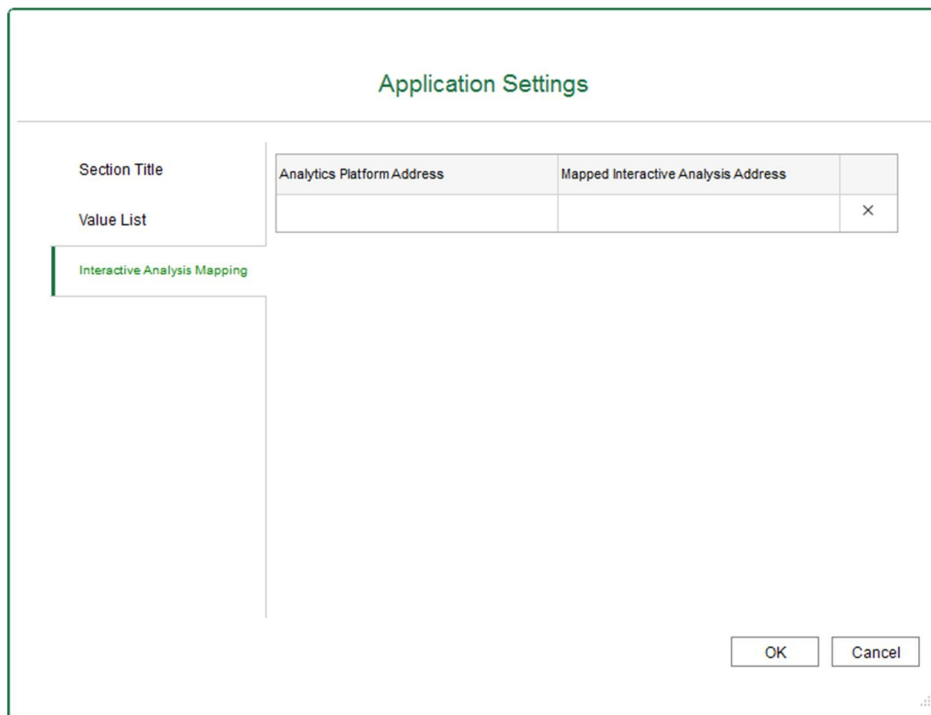 Application Settings
Section Title
Value List
Interactive Analysis Mapping
Analytics Platform Address Mapped Interactive Analysis Address
OK Cancel